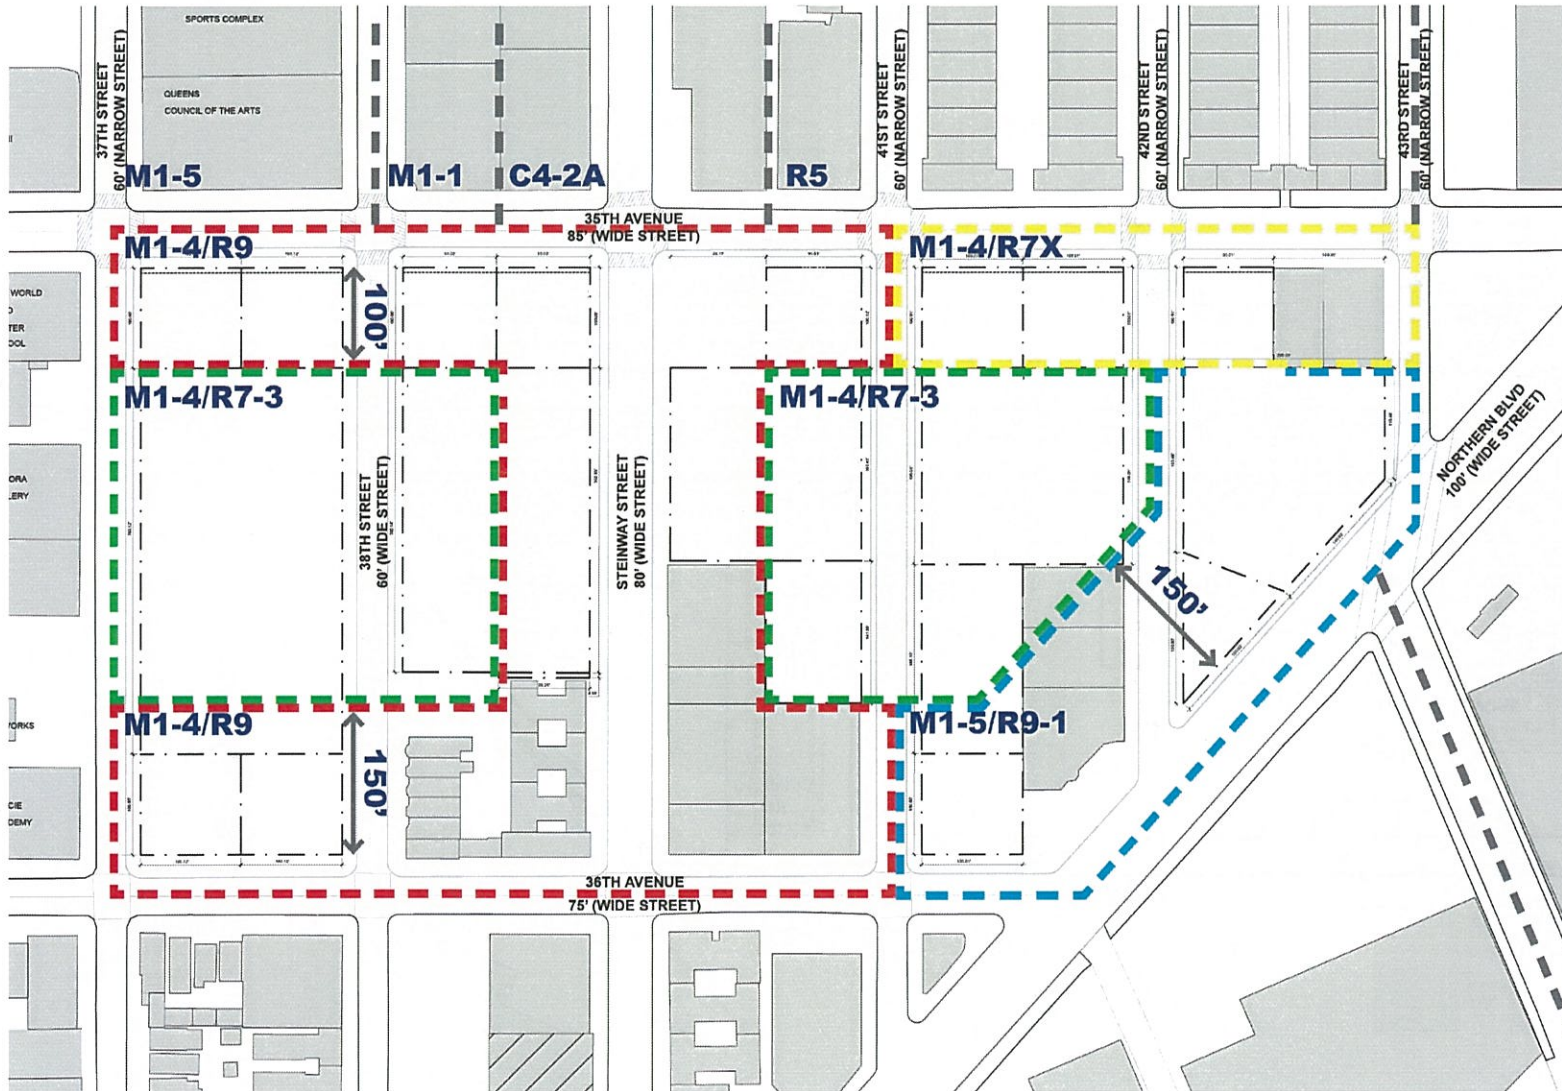 SPORTS COMPLEX
QUEENS
COUNCIL OF THE ARTS
37TH STREET
60' (NARROW STREET)
41ST STREET
60' (NARROW STREET)
42ND STREET
60' (NARROW STREET)
43RD STREET
60' (NARROW STREET)
M1-5
M1-1
C4-2A
R5
35TH AVENUE
85' (WIDE STREET)
M1-4/R9
M1-4/R7X
WORLD
TER
OOL
100'
M1-4/R7-3
M1-4/R7-3
NORTHERN BLVD
100' (WIDE STREET)
ORA
LERY
38TH STREET
60' (WIDE STREET)
STEINWAY STREET
80' (WIDE STREET)
150'
M1-4/R9
M1-5/R9-1
ORKS
150'
CIE
DEMY
36TH AVENUE
75' (WIDE STREET)